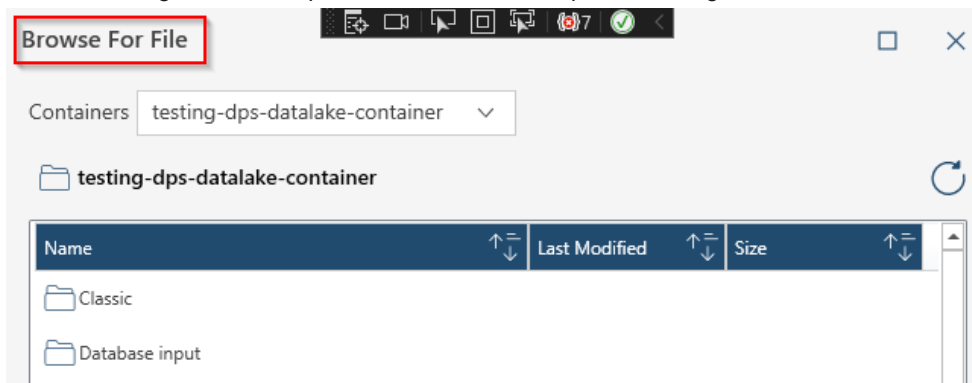 Browse For File
7
Containers testing-dps-datalake-container
testing-dps-datalake-container
Name Last Modified Size
Classic
Database input